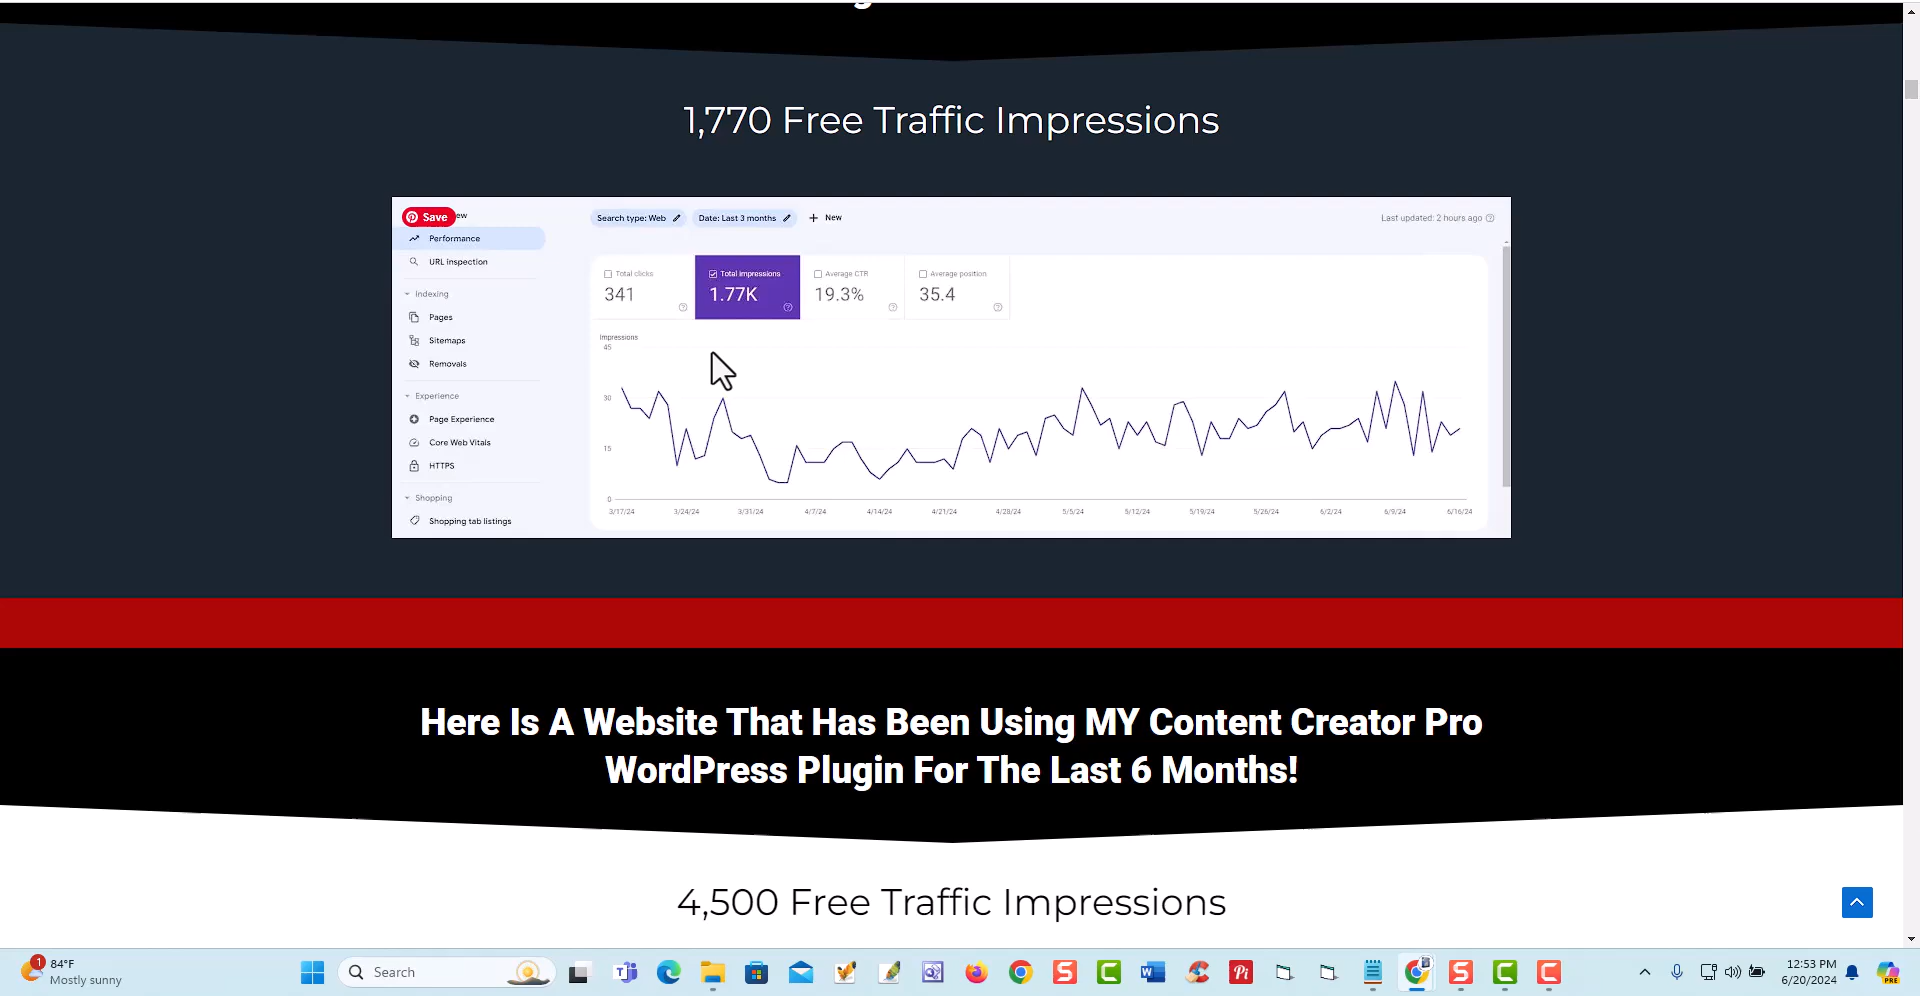 1,770 Free Traffic Impressions
Save ew
Search type: Web
Date: Last 3 months
+ New
Last updated: 2 hours ago
Performance
URL inspection
Indexing
Pages
Sitemaps
Removals
Experience
Page Experience
Core Web Vitals
HTTPS
Shopping
Shopping tab listings
Total clicks
341
Total impressions
1.77K
Average CTR
19.3%
Average position
35.4
Impressions
45
30
15
0
3/17/24 3/24/24 3/31/24 4/7/24 4/14/24 4/21/24 4/28/24 5/5/24 5/12/24 5/19/24 5/26/24 6/2/24 6/9/24 6/16/24
Here Is A Website That Has Been Using MY Content Creator Pro
WordPress Plugin For The Last 6 Months!
4,500 Free Traffic Impressions
1
84°F
Mostly sunny
Search
Pi
12:53 PM
6/20/2024
PRE